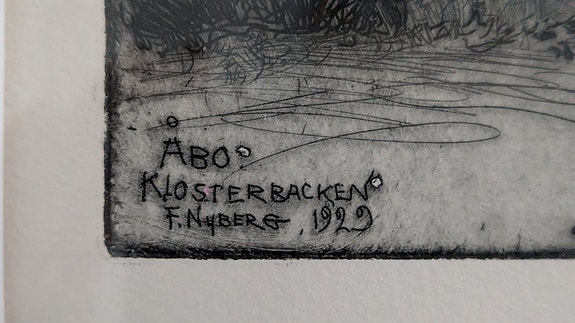 ÅBO
KLOSTERBACKEN
F. NYBERG. 1929